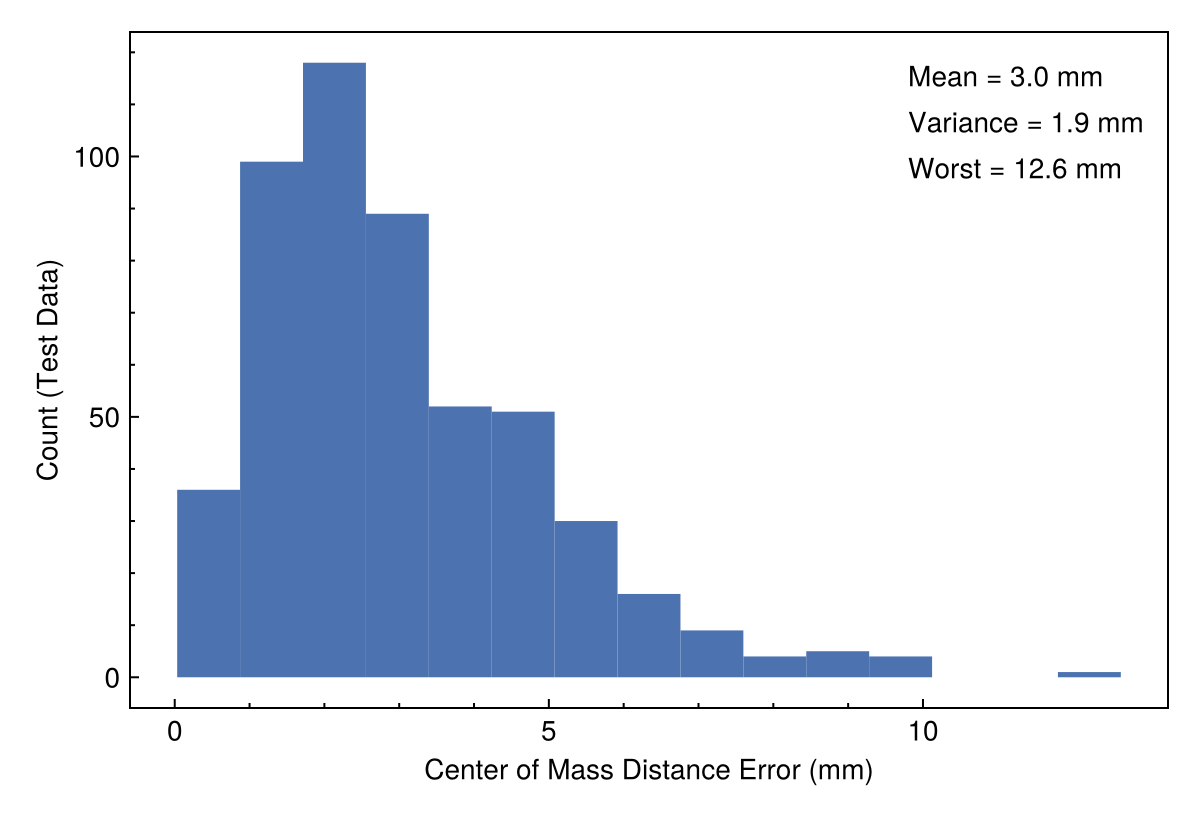 Mean = 3.0 mm
Variance = 1.9 mm
Worst = 12.6 mm
100
50
0
Count (Test Data)
0 5 10
Center of Mass Distance Error (mm)